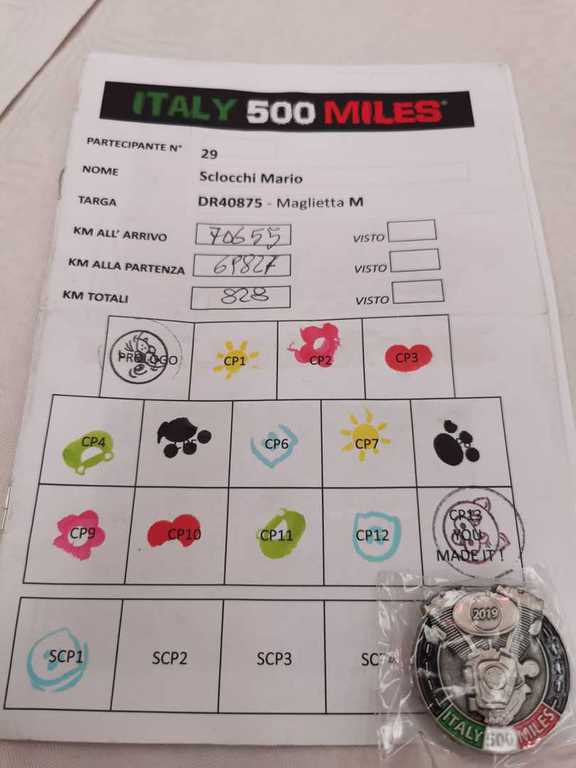 ITALY 500 MILES®
PARTECIPANTE N° 29
NOME Sclocchi Mario
TARGA DR40875 - Maglietta M
KM ALL' ARRIVO 70655 VISTO
KM ALLA PARTENZA 69827 VISTO
KM TOTALI 828 VISTO
PROLOGO CP1 CP2 CP3
CP4 CP6 CP7
CP9 CP10 CP11 CP12 CP13
YOU
MADE IT !
SCP1 SCP2 SCP3
2019
ITALY 500 MILES